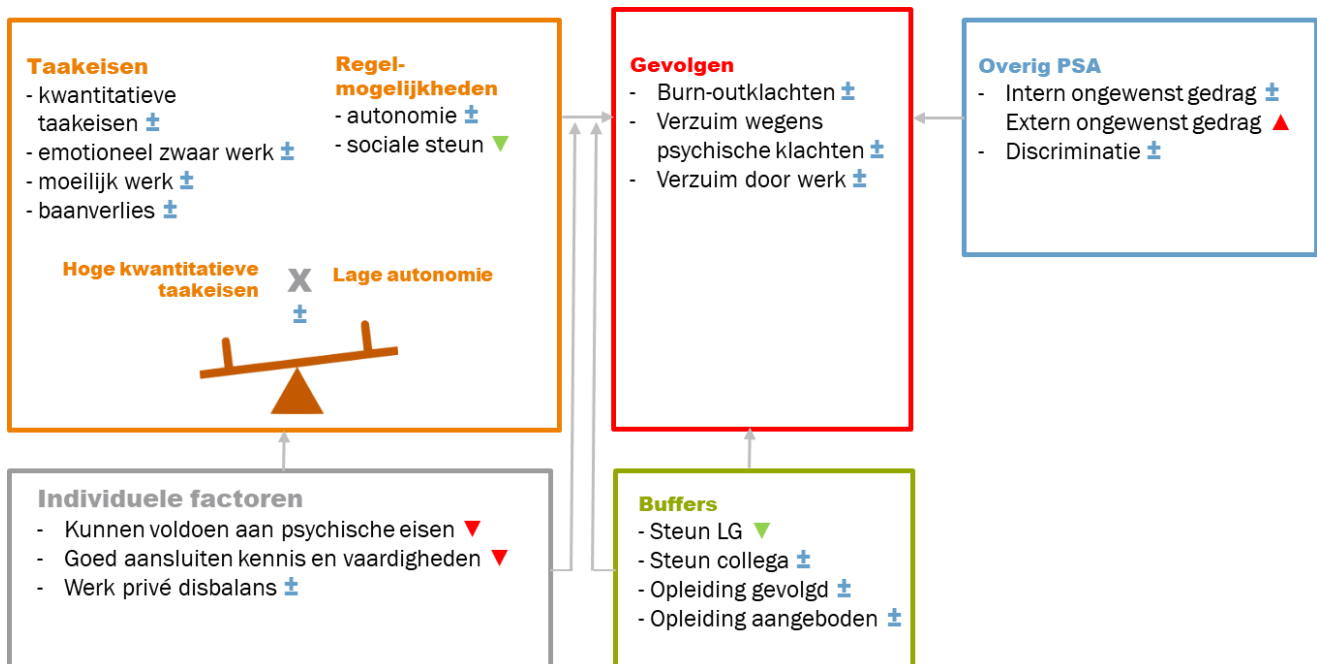 Taakeisen
- kwantitatieve
taakeisen ±
- emotioneel zwaar werk ±
- moeilijk werk ±
- baanverlies ±
Regel-
mogelijkheden
- autonomie ±
- sociale steun ▼
Hoge kwantitatieve
taakeisen
X
±
Lage autonomie
Gevolgen
- Burn-outklachten ±
- Verzuim wegens
psychische klachten ±
- Verzuim door werk ±
Overig PSA
- Intern ongewenst gedrag ±
Extern ongewenst gedrag ▲
- Discriminatie ±
Individuele factoren
- Kunnen voldoen aan psychische eisen ▼
- Goed aansluiten kennis en vaardigheden ▼
- Werk privé disbalans ±
Buffers
- Steun LG ▼
- Steun collega ±
- Opleiding gevolgd ±
- Opleiding aangeboden ±